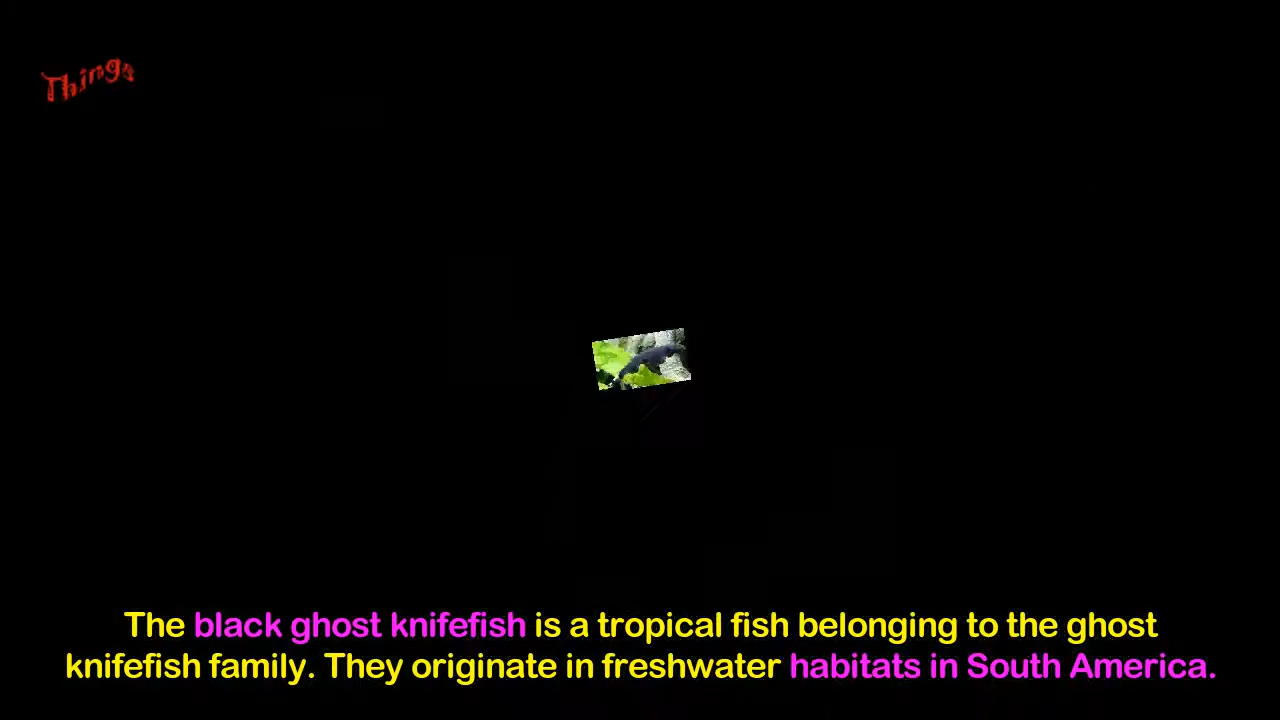 Things
The black ghost knifefish is a tropical fish belonging to the ghost
knifefish family. They originate in freshwater habitats in South America.